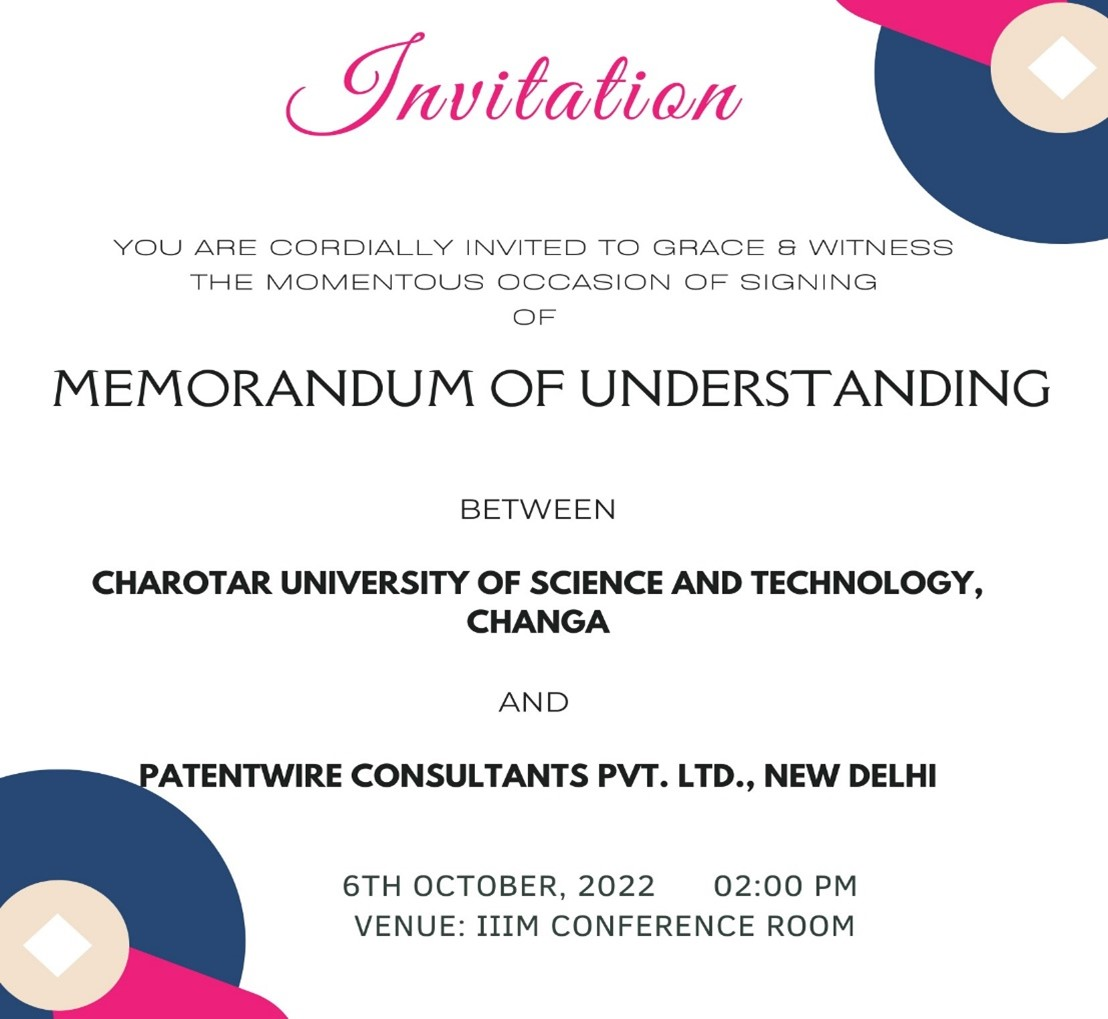 Invitation
YOU ARE CORDIALLY INVITED TO GRACE & WITNESS
THE MOMENTOUS OCCASION OF SIGNING
OF
MEMORANDUM OF UNDERSTANDING
BETWEEN
CHAROTAR UNIVERSITY OF SCIENCE AND TECHNOLOGY,
CHANGA
AND
PATENTWIRE CONSULTANTS PVT. LTD., NEW DELHI
6TH OCTOBER, 2022 02:00 PM
VENUE: IIIM CONFERENCE ROOM